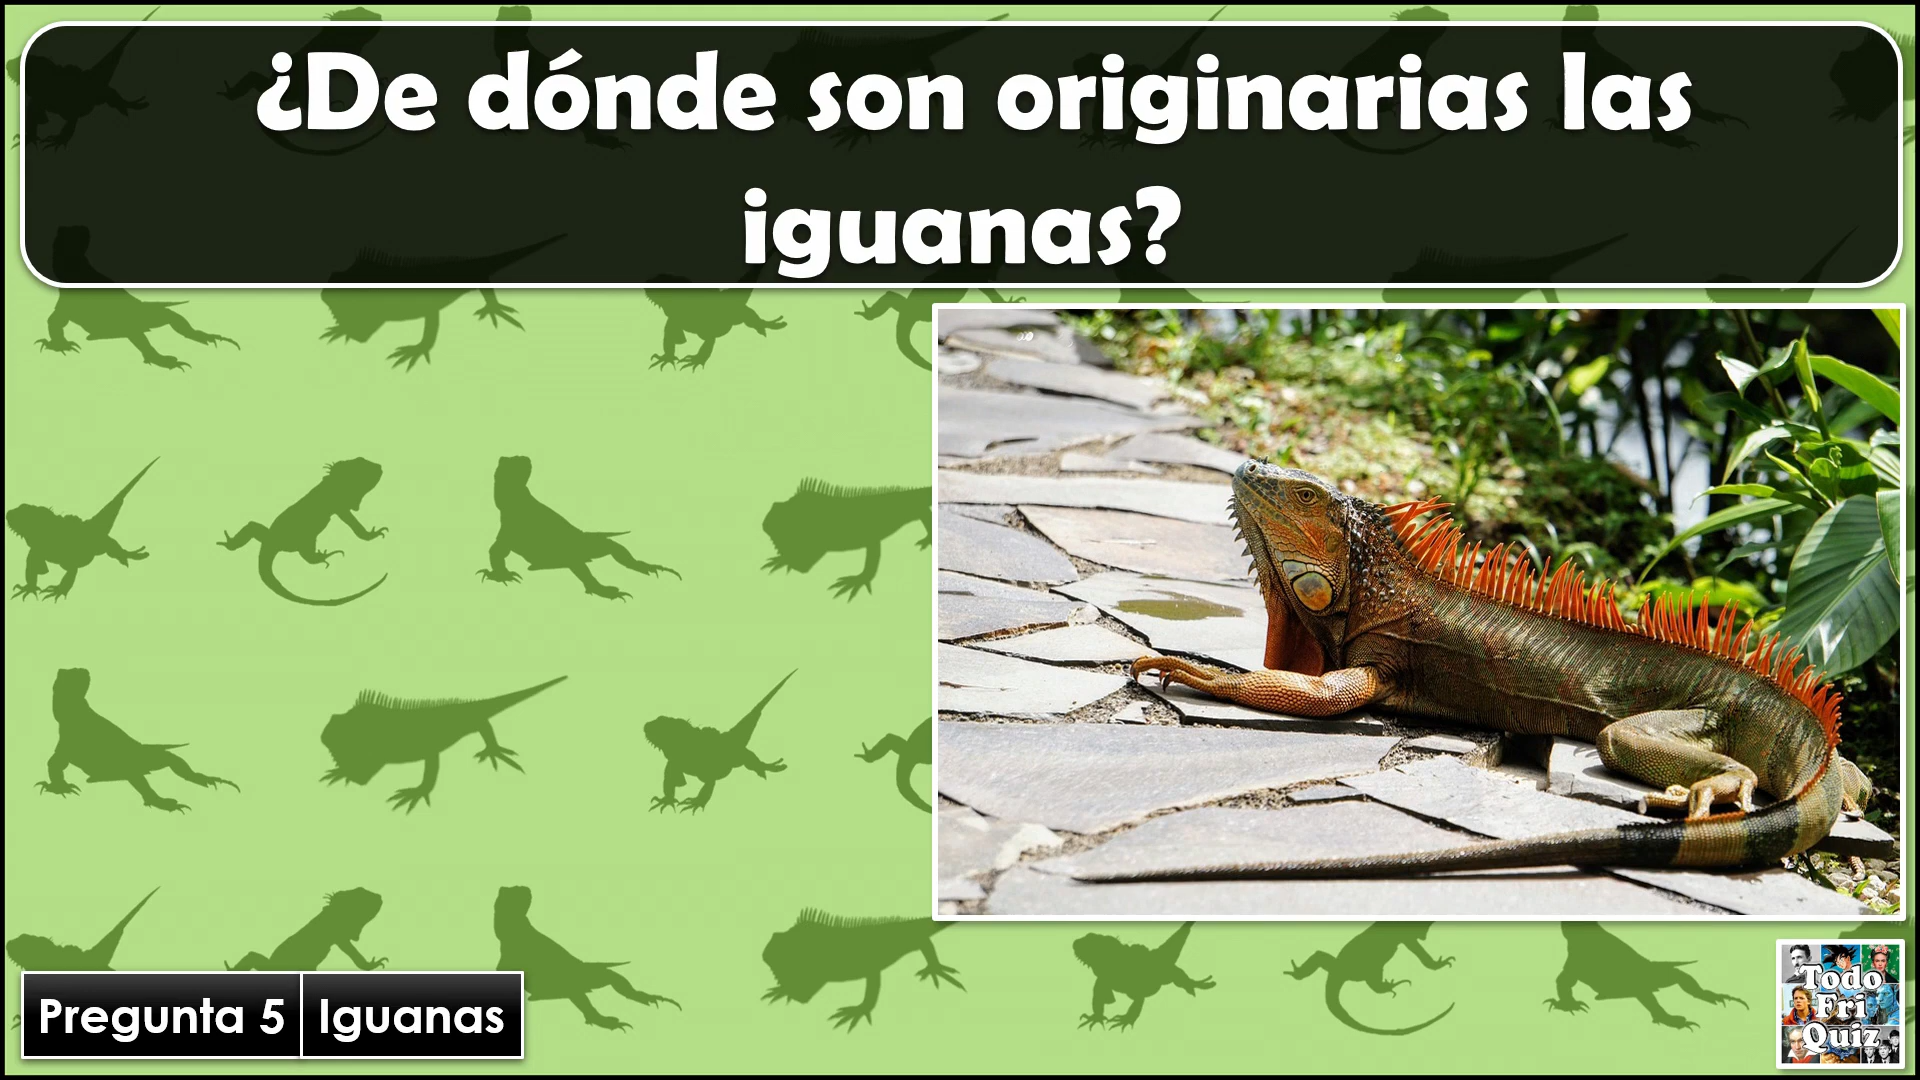 ¿De dónde son originarias las
iguanas?
Pregunta 5 Iguanas
Todo
Fri
Quiz